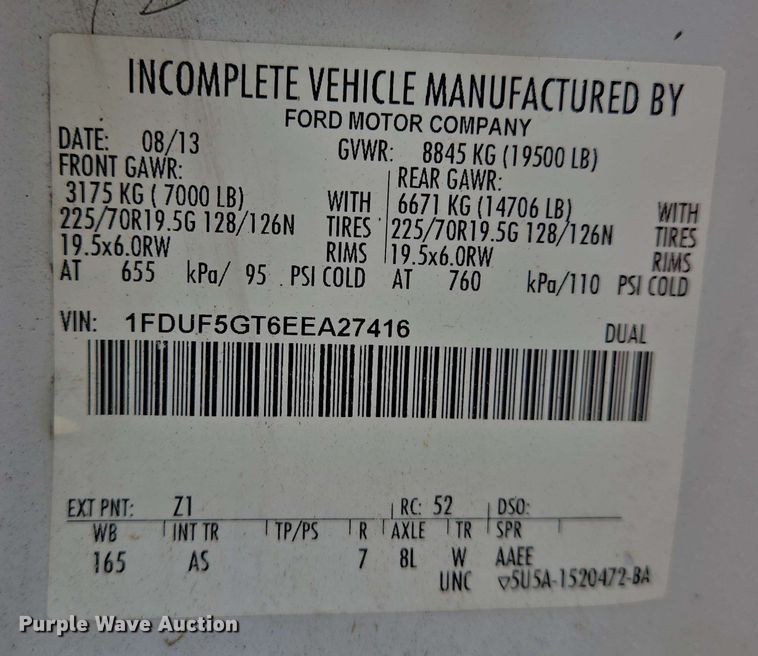 INCOMPLETE VEHICLE MANUFACTURED BY
FORD MOTOR COMPANY
DATE: 08/13 GVWR: 8845 KG (19500 LB)
FRONT GAWR: REAR GAWR:
3175 KG ( 7000 LB) WITH 6671 KG (14706 LB) WITH
225/70R19.5G 128/126N TIRES 225/70R19.5G 128/126N TIRES
19.5x6.0RW RIMS 19.5x6.0RW RIMS
AT 655 kPa/ 95 PSI COLD AT 760 kPa/110 PSI COLD
VIN: 1FDUF5GT6EEA27416 DUAL
EXT PNT: Z1 RC: 52 DSO:
WB INT TR TP/PS R AXLE TR SPR
165 AS 7 8L W AAEE
UNC ▽5U5A-1520472-BA
Purple Wave Auction